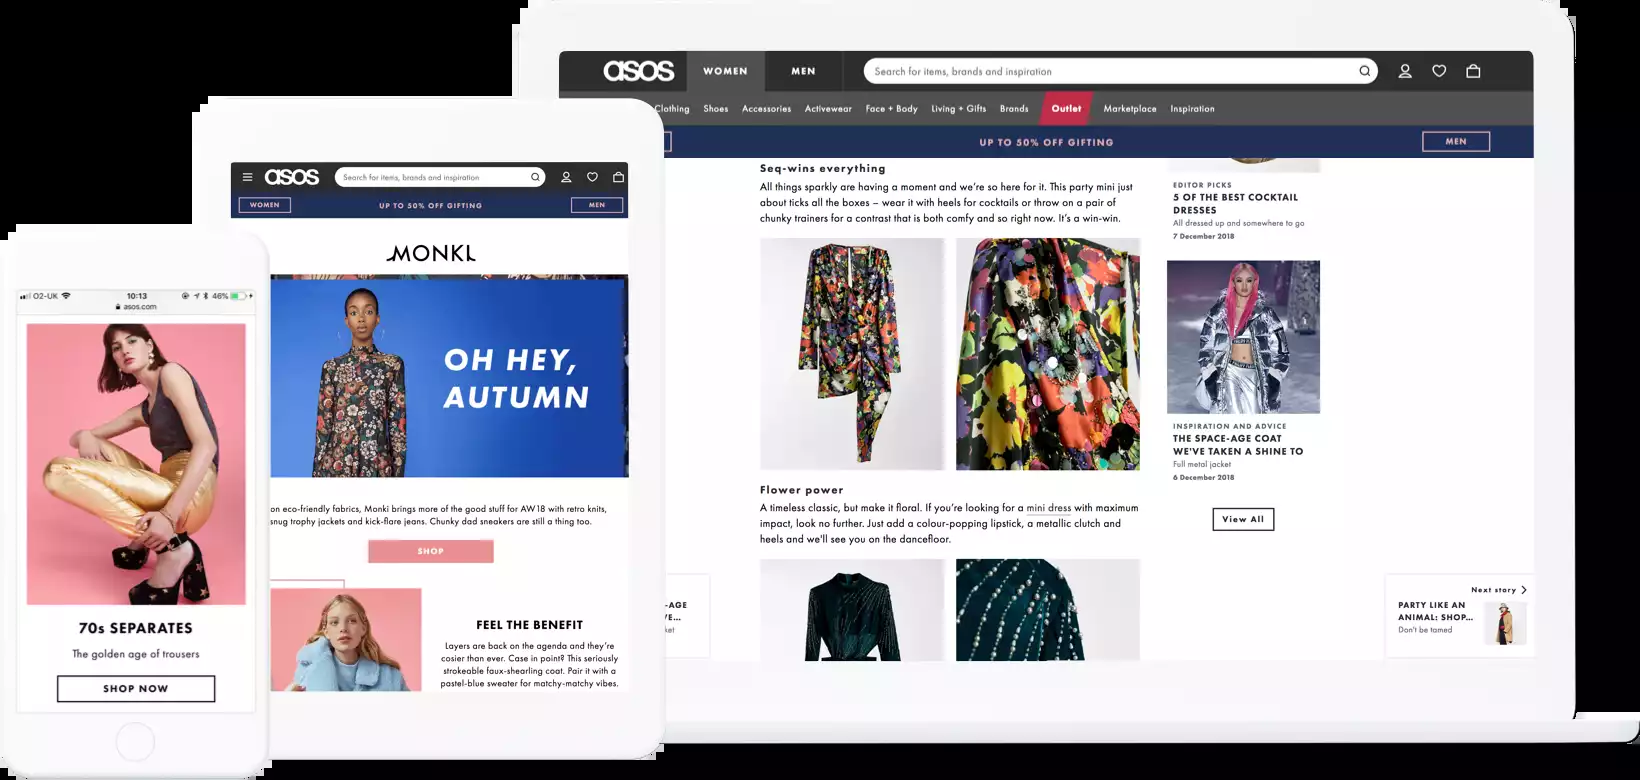 O2-UK
10:13
46%
asos.com
70s SEPARATES
The golden age of trousers
SHOP NOW
asos
Search for items, brands and inspiration
WOMEN
UP TO 50% OFF GIFTING
MEN
MONKI
OH HEY,
AUTUMN
on eco-friendly fabrics, Monki brings more of the good stuff for AW18 with retro knits,
snug trophy jackets and kick-flare jeans. Chunky dad sneakers are still a thing too.
SHOP
FEEL THE BENEFIT
Layers are back on the agenda and they're
cosier than ever. Case in point? This seriously
strokeable faux-shearling coat. Pair it with a
pastel-blue sweater for matchy-matchy vibes.
asos
WOMEN
MEN
Search for items, brands and inspiration
Clothing Shoes Accessories Activewear Face + Body Living + Gifts Brands Outlet Marketplace Inspiration
UP TO 50% OFF GIFTING
MEN
Seq-wins everything
All things sparkly are having a moment and we're so here for it. This party mini just
about ticks all the boxes – wear it with heels for cocktails or throw on a pair of
chunky trainers for a contrast that is both comfy and so right now. It's a win-win.
Flower power
A timeless classic, but make it floral. If you're looking for a mini dress with maximum
impact, look no further. Just add a colour-popping lipstick, a metallic clutch and
heels and we'll see you on the dancefloor.
EDITOR PICKS
5 OF THE BEST COCKTAIL
DRESSES
All dressed up and somewhere to go
7 December 2018
INSPIRATION AND ADVICE
THE SPACE-AGE COAT
WE'VE TAKEN A SHINE TO
Full metal jacket
6 December 2018
View All
-AGE
VE...
ket
Next story
PARTY LIKE AN
ANIMAL: SHOP...
Don't be tamed